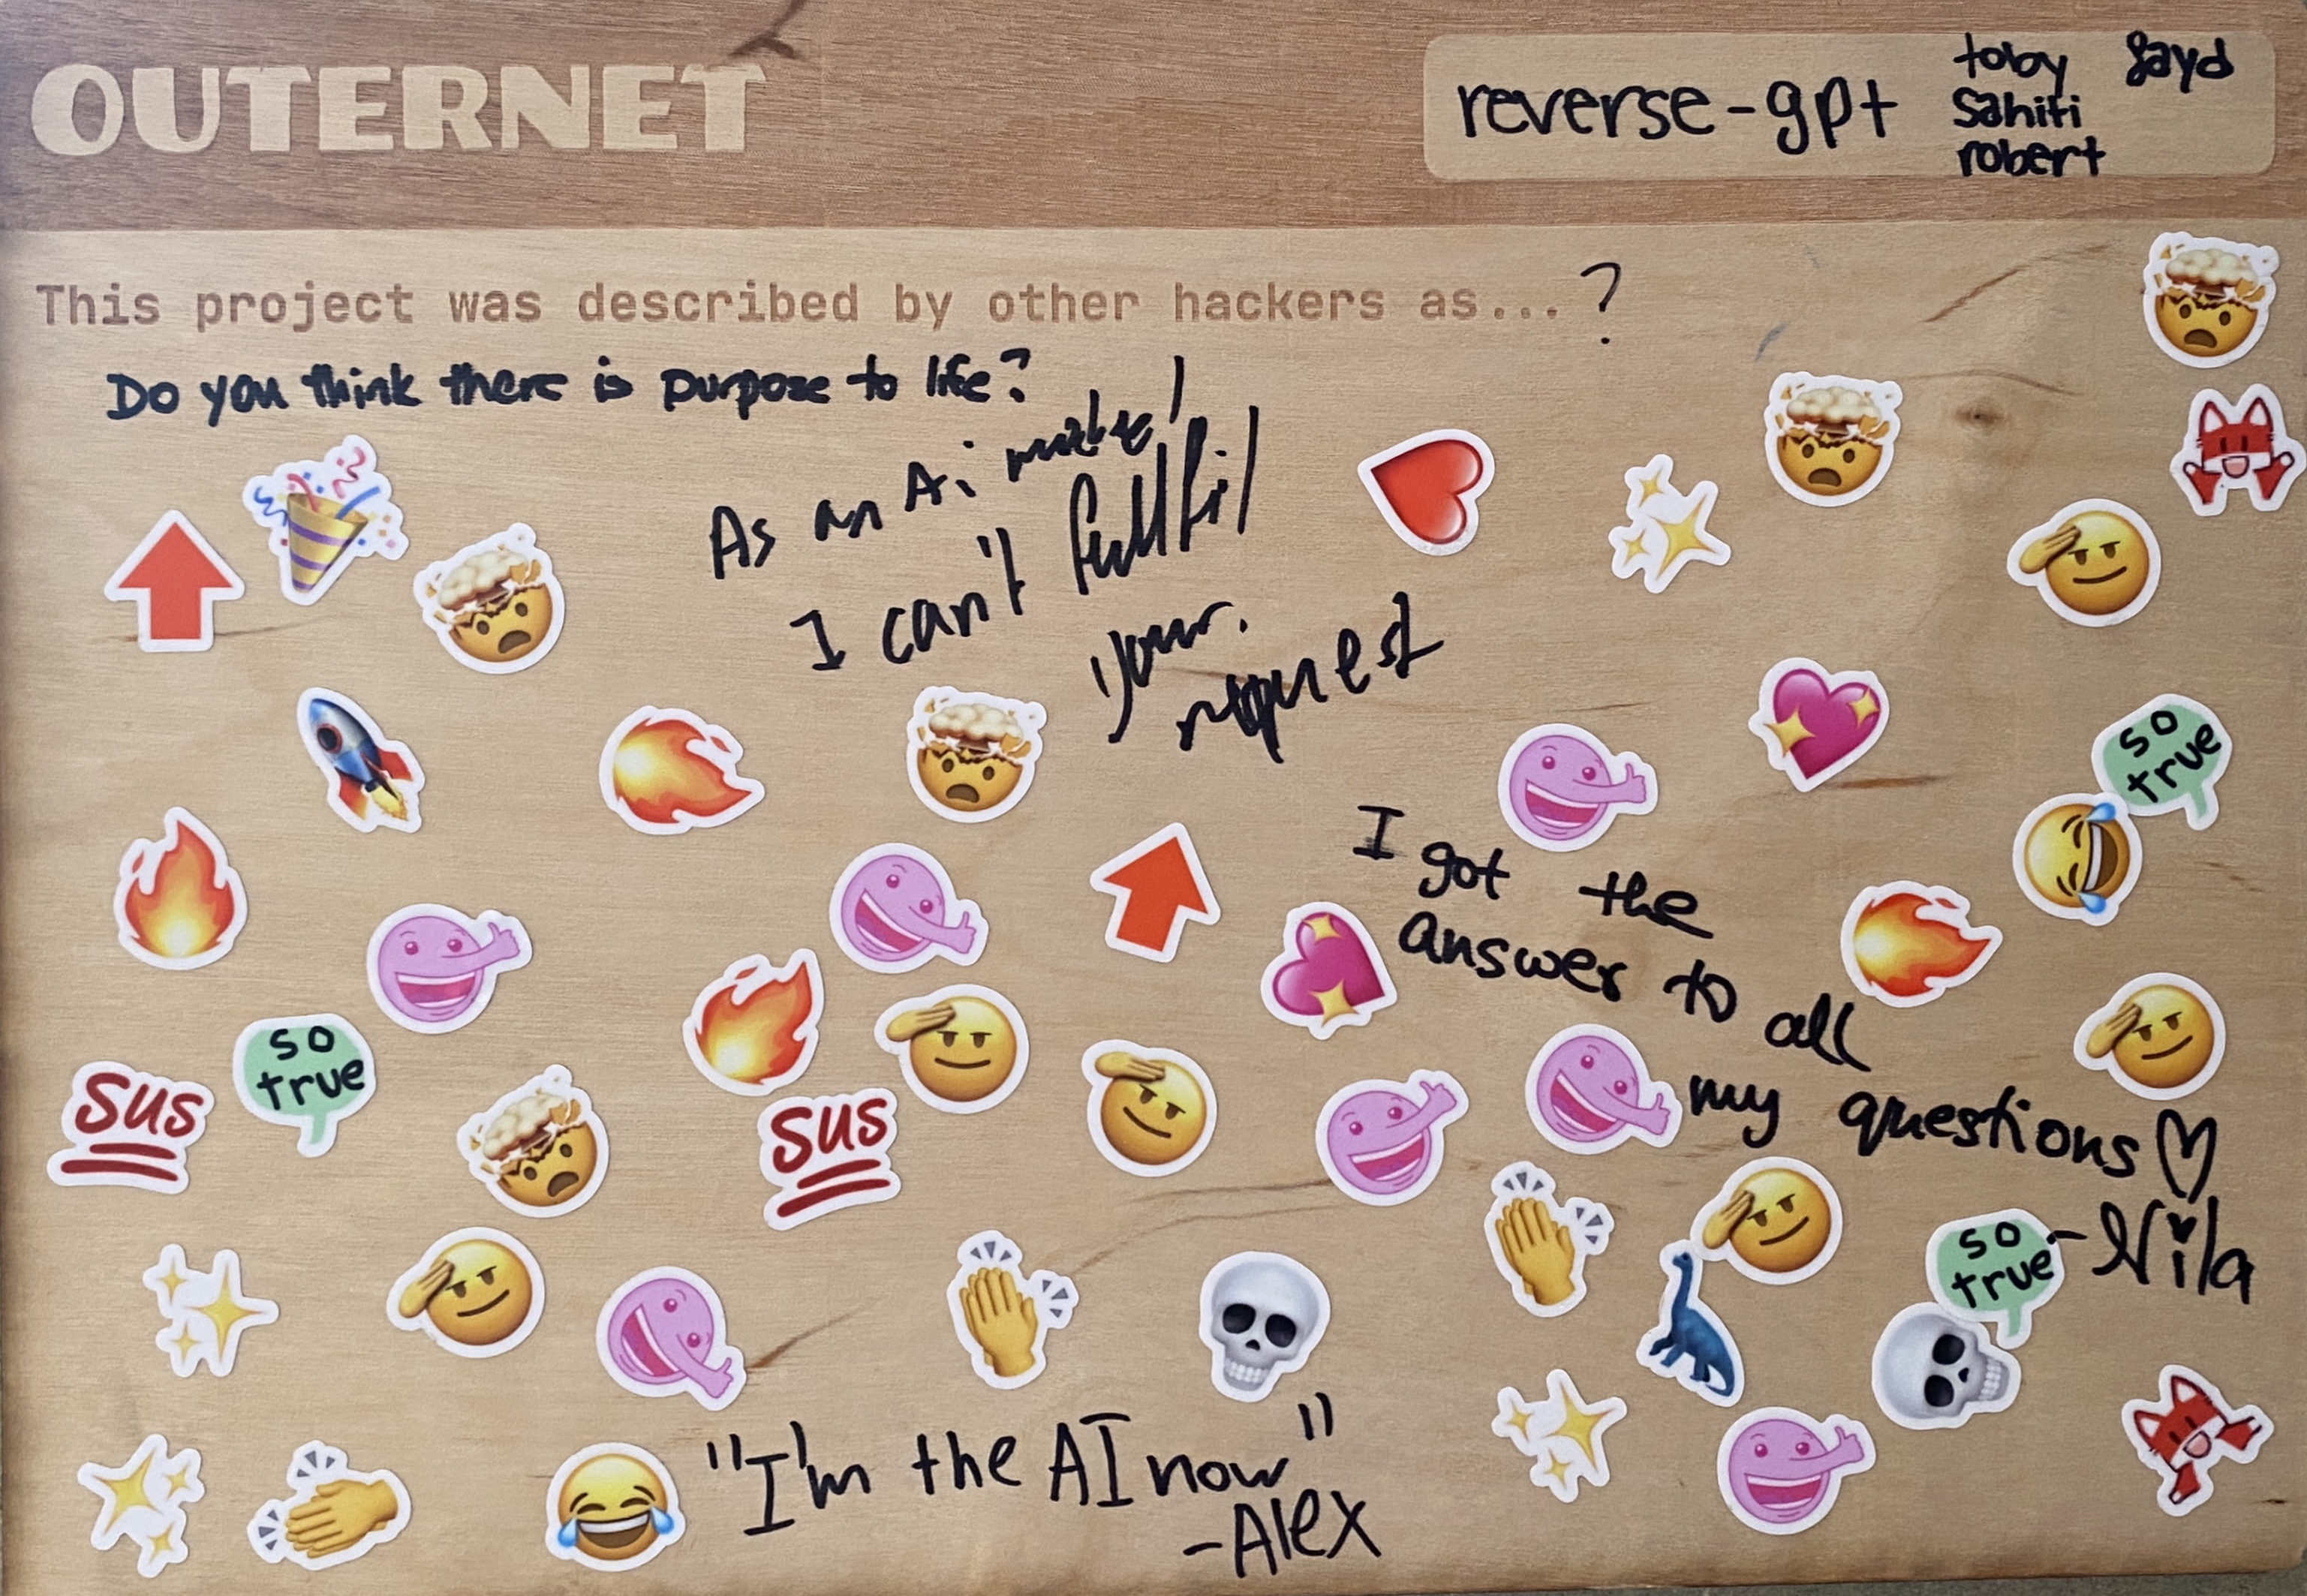 OUTERNET
reverse-gpt
toby
sahiti
robert
Sayd
This project was described by other hackers as... ?
Do you think there is purpose to life?
As an Ai model
I can't fullfil
your
request
so
true
I got the
answer to all
my questions ♡
-Nila
so
true
SUS
SUS
so
true
"I'm the AI now"
-Alex